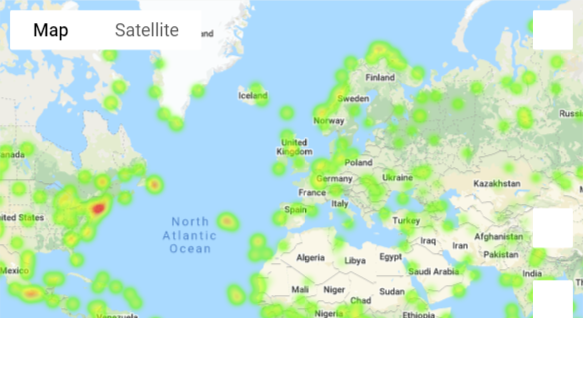 Map
Satellite
nd
Iceland
Finland
Sweden
Norway
Russ
anada
United
Kingdom
Poland
Germany
Ukraine
Kazakhstan
France
Italy
Spain
ited States
North
Atlantic
Ocean
Turkey
Afghanistan
Iraq
Iran
Pakistan
Algeria
Libya
Egypt
Saudi Arabia
India
Mexico
Mali
Niger
Sudan
Chad
Nigeria
Ethiopia
Venezuela